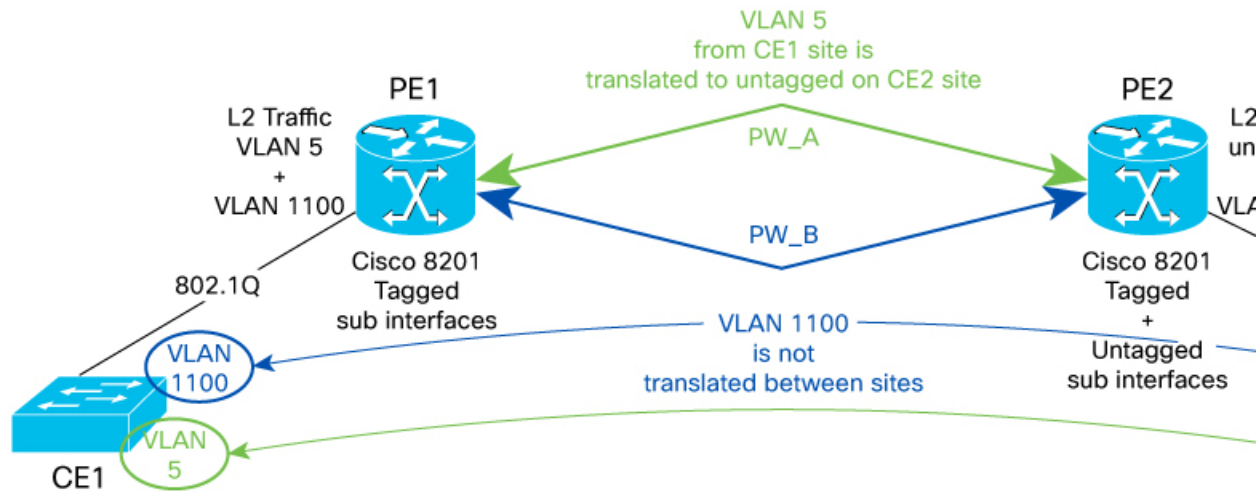 VLAN 5
from CE1 site is
translated to untagged on CE2 site
PE1
PE2
L2 Traffic
VLAN 5
+
VLAN 1100
PW_A
L2
PW_B
Cisco 8201
Tagged
sub interfaces
Cisco 8201
Tagged
+
Untagged
sub interfaces
802.1Q
VLAN 1100
is not
translated between sites
VLAN
1100
VLAN
5
CE1